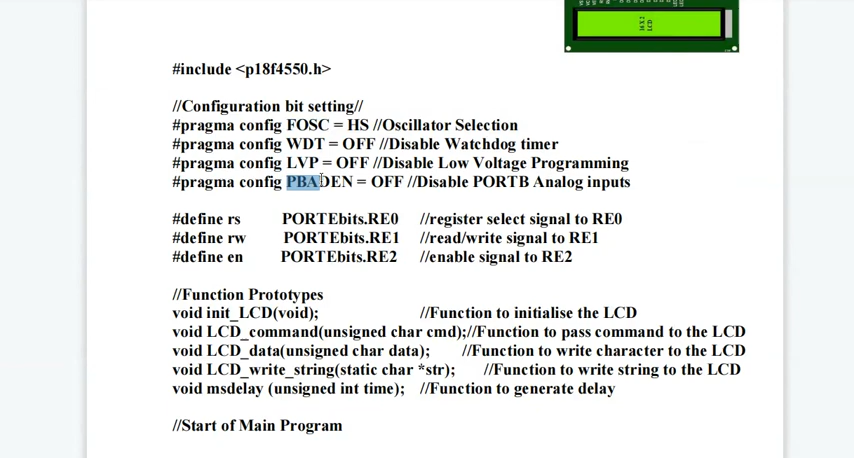 16 X 2
LCD
#include <p18f4550.h>
//Configuration bit setting//
#pragma config FOSC = HS //Oscillator Selection
#pragma config WDT = OFF //Disable Watchdog timer
#pragma config LVP = OFF //Disable Low Voltage Programming
#pragma config PBADEN = OFF //Disable PORTB Analog inputs
#define rs PORTEbits.RE0 //register select signal to RE0
#define rw PORTEbits.RE1 //read/write signal to RE1
#define en PORTEbits.RE2 //enable signal to RE2
//Function Prototypes
void init_LCD(void); //Function to initialise the LCD
void LCD_command(unsigned char cmd);//Function to pass command to the LCD
void LCD_data(unsigned char data); //Function to write character to the LCD
void LCD_write_string(static char *str); //Function to write string to the LCD
void msdelay (unsigned int time); //Function to generate delay
//Start of Main Program